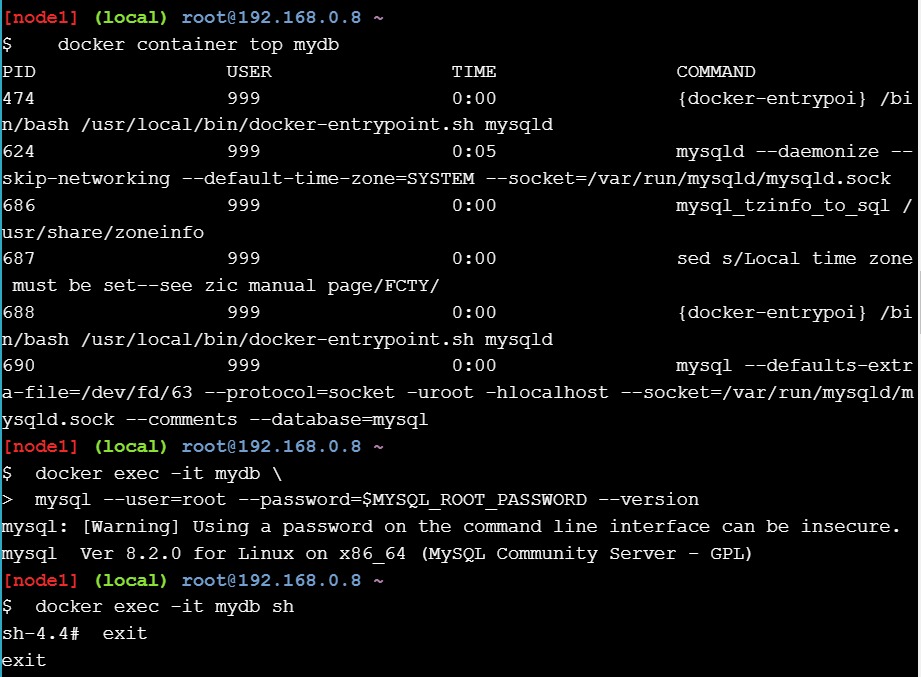 [node1] (local) root@192.168.0.8 ~
$    docker container top mydb
PID                 USER                TIME                COMMAND
474                 999                 0:00                {docker-entrypoi} /bi
n/bash /usr/local/bin/docker-entrypoint.sh mysqld
624                 999                 0:05                mysqld --daemonize --
skip-networking --default-time-zone=SYSTEM --socket=/var/run/mysqld/mysqld.sock
686                 999                 0:00                mysql_tzinfo_to_sql /
usr/share/zoneinfo
687                 999                 0:00                sed s/Local time zone
 must be set--see zic manual page/FCTY/
688                 999                 0:00                {docker-entrypoi} /bi
n/bash /usr/local/bin/docker-entrypoint.sh mysqld
690                 999                 0:00                mysql --defaults-extr
a-file=/dev/fd/63 --protocol=socket -uroot -hlocalhost --socket=/var/run/mysqld/m
ysqld.sock --comments --database=mysql
[node1] (local) root@192.168.0.8 ~
$  docker exec -it mydb \
>  mysql --user=root --password=$MYSQL_ROOT_PASSWORD --version
mysql: [Warning] Using a password on the command line interface can be insecure.
mysql  Ver 8.2.0 for Linux on x86_64 (MySQL Community Server - GPL)
[node1] (local) root@192.168.0.8 ~
$  docker exec -it mydb sh
sh-4.4#  exit
exit